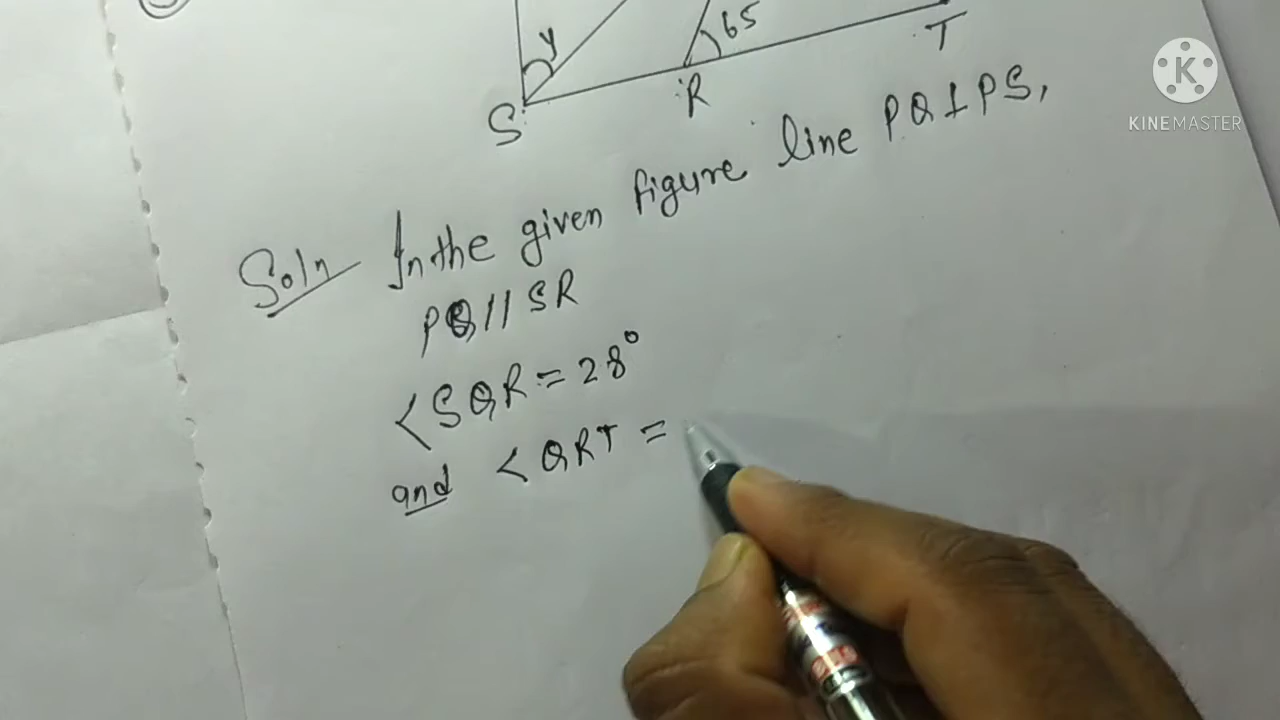 y
65
T
S
R
K
KINEMASTER
Soln In the given figure line PQ⊥PS,
PQ//SR
<SQR=28°
and <QRT =